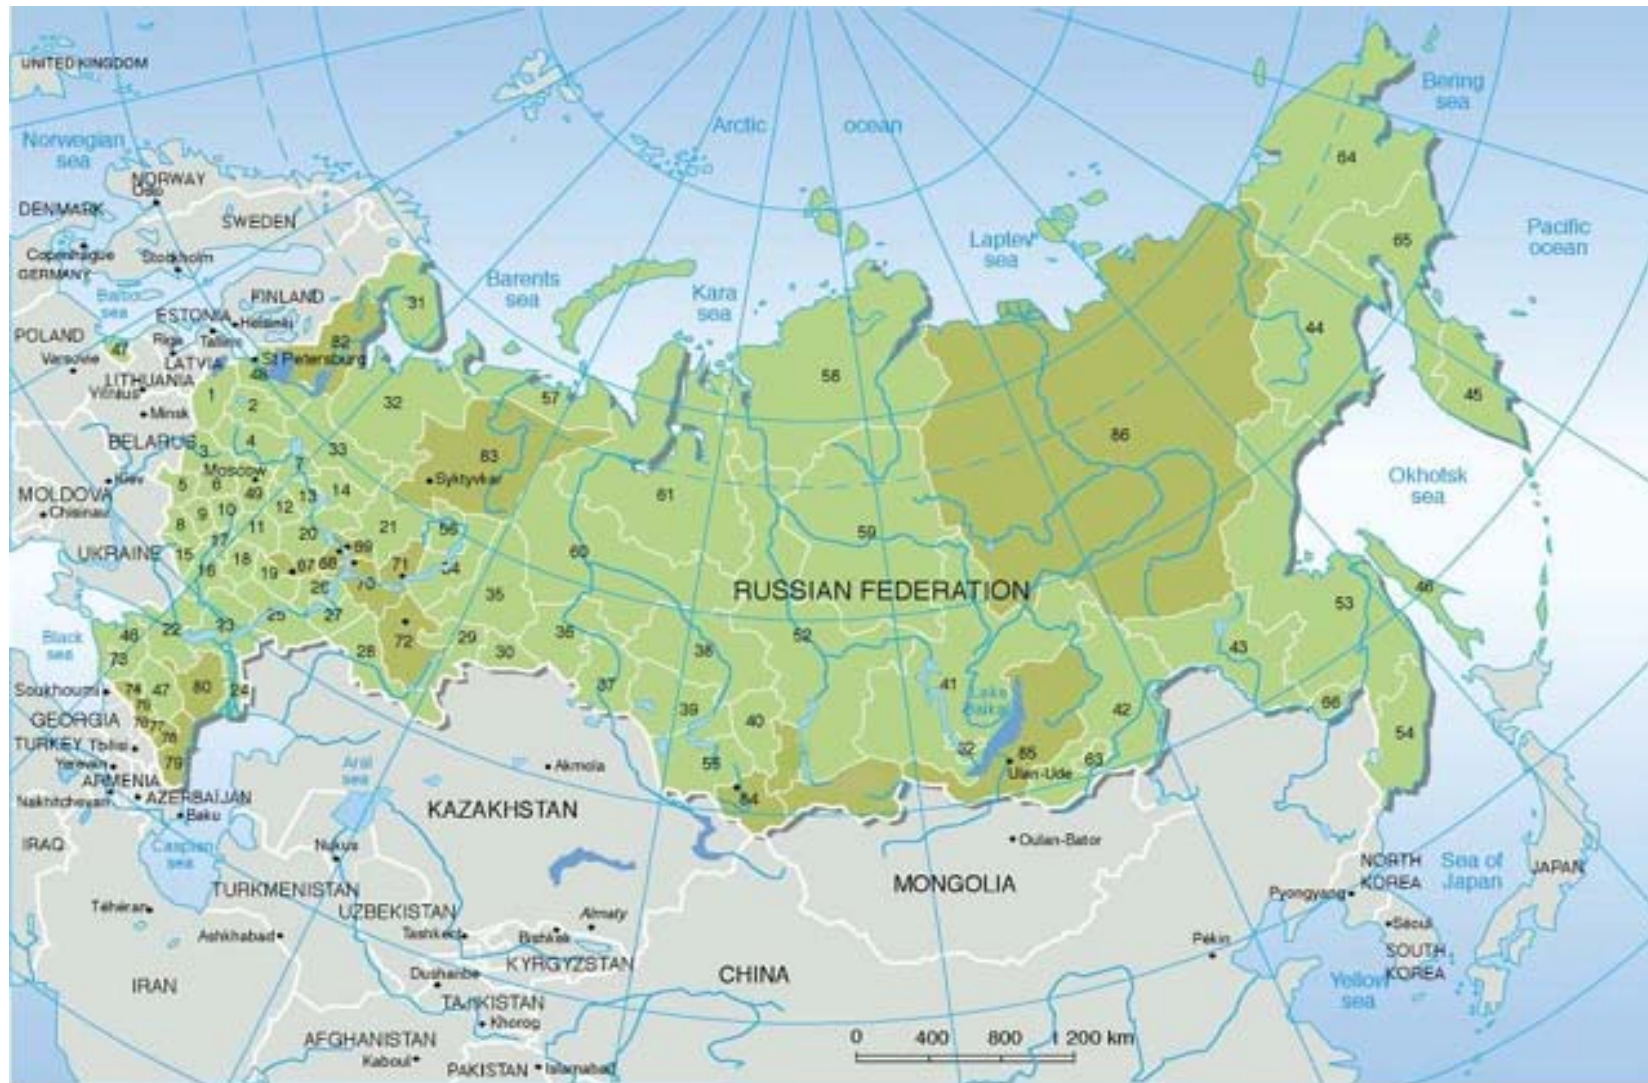 UNITED KINGDOM
Norwegian
sea
NORWAY
Oslo
DENMARK
SWEDEN
Copenhague
Stockholm
GERMANY
Baltic
sea
FINLAND
ESTONIA
Helsinki
POLAND
Riga
Tallinn
Varsovie
47
LATVIA
St Petersburg
LITHUANIA
Vilnius
Minsk
BELARUS
Moscow
Kiev
MOLDOVA
Chisinau
UKRAINE
Black
sea
Soukhoumi
GEORGIA
TURKEY
Tbilisi
Yerevan
ARMENIA
Nakhitchevan
AZERBAIJAN
Baku
IRAQ
Caspian
sea
Téhéran
IRAN
Barents
sea
Kara
sea
Arctic
ocean
Laptev
sea
Bering
sea
Pacific
ocean
Okhotsk
sea
31
82
48
1
2
32
57
4
3
33
83
Syktyvkar
7
5
6
49
13
14
9
10
12
8
11
20
21
56
17
15
16
18
19
67
68
69
70
71
26
34
25
27
22
23
46
35
28
72
29
30
36
37
73
74
47
80
24
77
78
79
58
61
59
60
RUSSIAN FEDERATION
52
38
39
40
55
84
41
Lake
Baikal
32
85
Ulan-Ude
63
42
86
64
65
44
45
46
53
43
66
54
Aral
sea
Akmola
KAZAKHSTAN
Nukus
TURKMENISTAN
UZBEKISTAN
Ashkhabad
Tashkent
Almaty
Bishkek
KYRGYZSTAN
Dushanbe
TAJIKISTAN
Khorog
AFGHANISTAN
Kaboul
PAKISTAN
Islamabad
Oulan-Bator
MONGOLIA
CHINA
Pékin
NORTH
KOREA
Pyongyang
Séoul
SOUTH
KOREA
Sea of
Japan
JAPAN
Yellow
sea
0 400 800 1 200 km